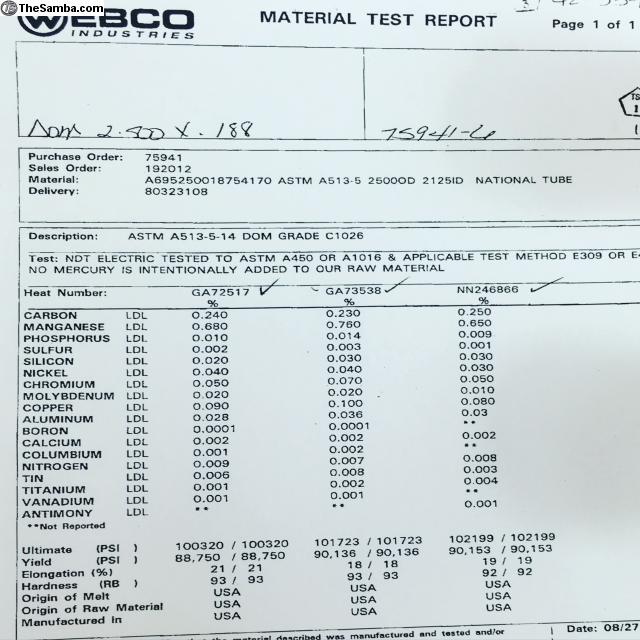 TheSamba.com
WEBCO
INDUSTRIES
MATERIAL TEST REPORT
Page 1 of 1
DOM 2.500 X .188
75941-6
Purchase Order: 75941
Sales Order: 192012
Material: A695250018754170 ASTM A513-5 2500OD 2125ID NATIONAL TUBE
Delivery: 80323108
Description: ASTM A513-5-14 DOM GRADE C1026
Test: NDT ELECTRIC TESTED TO ASTM A450 OR A1016 & APPLICABLE TEST METHOD E309 OR
NO MERCURY IS INTENTIONALLY ADDED TO OUR RAW MATERIAL
Heat Number: GA72517 GA73538 NN246866
% % %
CARBON LDL 0.240 0.230 0.250
MANGANESE LDL 0.680 0.760 0.650
PHOSPHORUS LDL 0.010 0.014 0.009
SULFUR LDL 0.002 0.003 0.001
SILICON LDL 0.020 0.030 0.030
NICKEL LDL 0.040 0.040 0.030
CHROMIUM LDL 0.050 0.070 0.050
MOLYBDENUM LDL 0.020 0.020 0.010
COPPER LDL 0.090 0.100 0.080
ALUMINUM LDL 0.028 0.036 0.03
BORON LDL 0.0001 0.0001 **
CALCIUM LDL 0.002 0.002 0.002
COLUMBIUM LDL 0.001 0.002 **
NITROGEN LDL 0.009 0.007 0.008
TIN LDL 0.006 0.008 0.003
TITANIUM LDL 0.001 0.002 0.004
VANADIUM LDL 0.001 0.001 **
ANTIMONY LDL ** ** 0.001
**Not Reported
Ultimate (PSI ) 100320 / 100320 101723 / 101723 102199 / 102199
Yield (PSI ) 88,750 / 88,750 90,136 / 90,136 90,153 / 90,153
Elongation (%) 21 / 21 18 / 18 19 / 19
Hardness (RB ) 93 / 93 93 / 93 92 / 92
Origin of Melt USA USA USA
Origin of Raw Material USA USA USA
Manufactured In USA USA USA
material described was manufactured and tested and/or
Date: 08/27